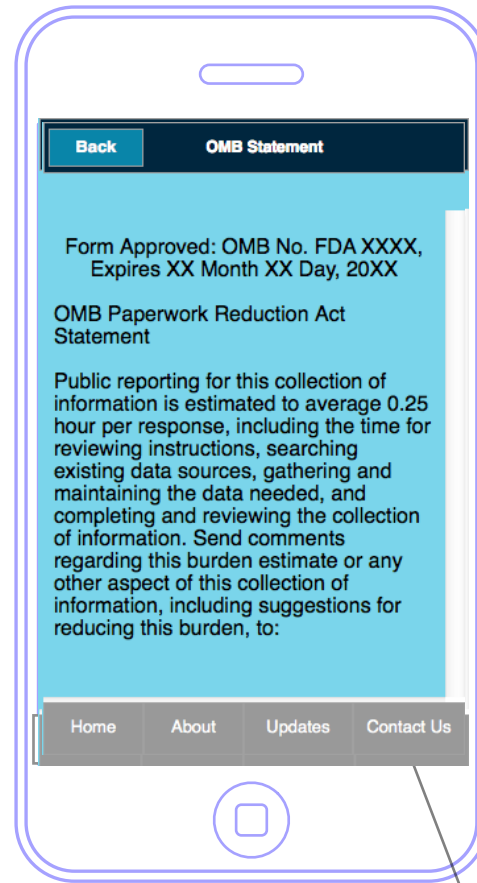 Back
OMB Statement
Form Approved: OMB No. FDA XXXX,
Expires XX Month XX Day, 20XX
OMB Paperwork Reduction Act
Statement
Public reporting for this collection of
information is estimated to average 0.25
hour per response, including the time for
reviewing instructions, searching
existing data sources, gathering and
maintaining the data needed, and
completing and reviewing the collection
of information. Send comments
regarding this burden estimate or any
other aspect of this collection of
information, including suggestions for
reducing this burden, to:
Home About Updates Contact Us